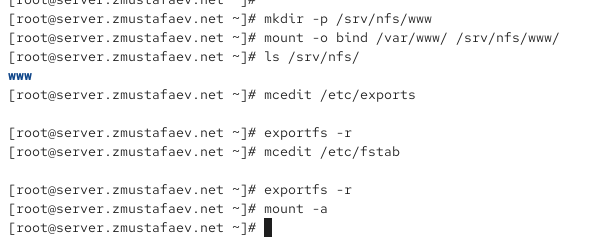 [root@server.zmustafaev.net ~]#
[root@server.zmustafaev.net ~]# mkdir -p /srv/nfs/www
[root@server.zmustafaev.net ~]# mount -o bind /var/www/ /srv/nfs/www/
[root@server.zmustafaev.net ~]# ls /srv/nfs/
www
[root@server.zmustafaev.net ~]# mcedit /etc/exports
[root@server.zmustafaev.net ~]# exportfs -r
[root@server.zmustafaev.net ~]# mcedit /etc/fstab
[root@server.zmustafaev.net ~]# exportfs -r
[root@server.zmustafaev.net ~]# mount -a
[root@server.zmustafaev.net ~]#